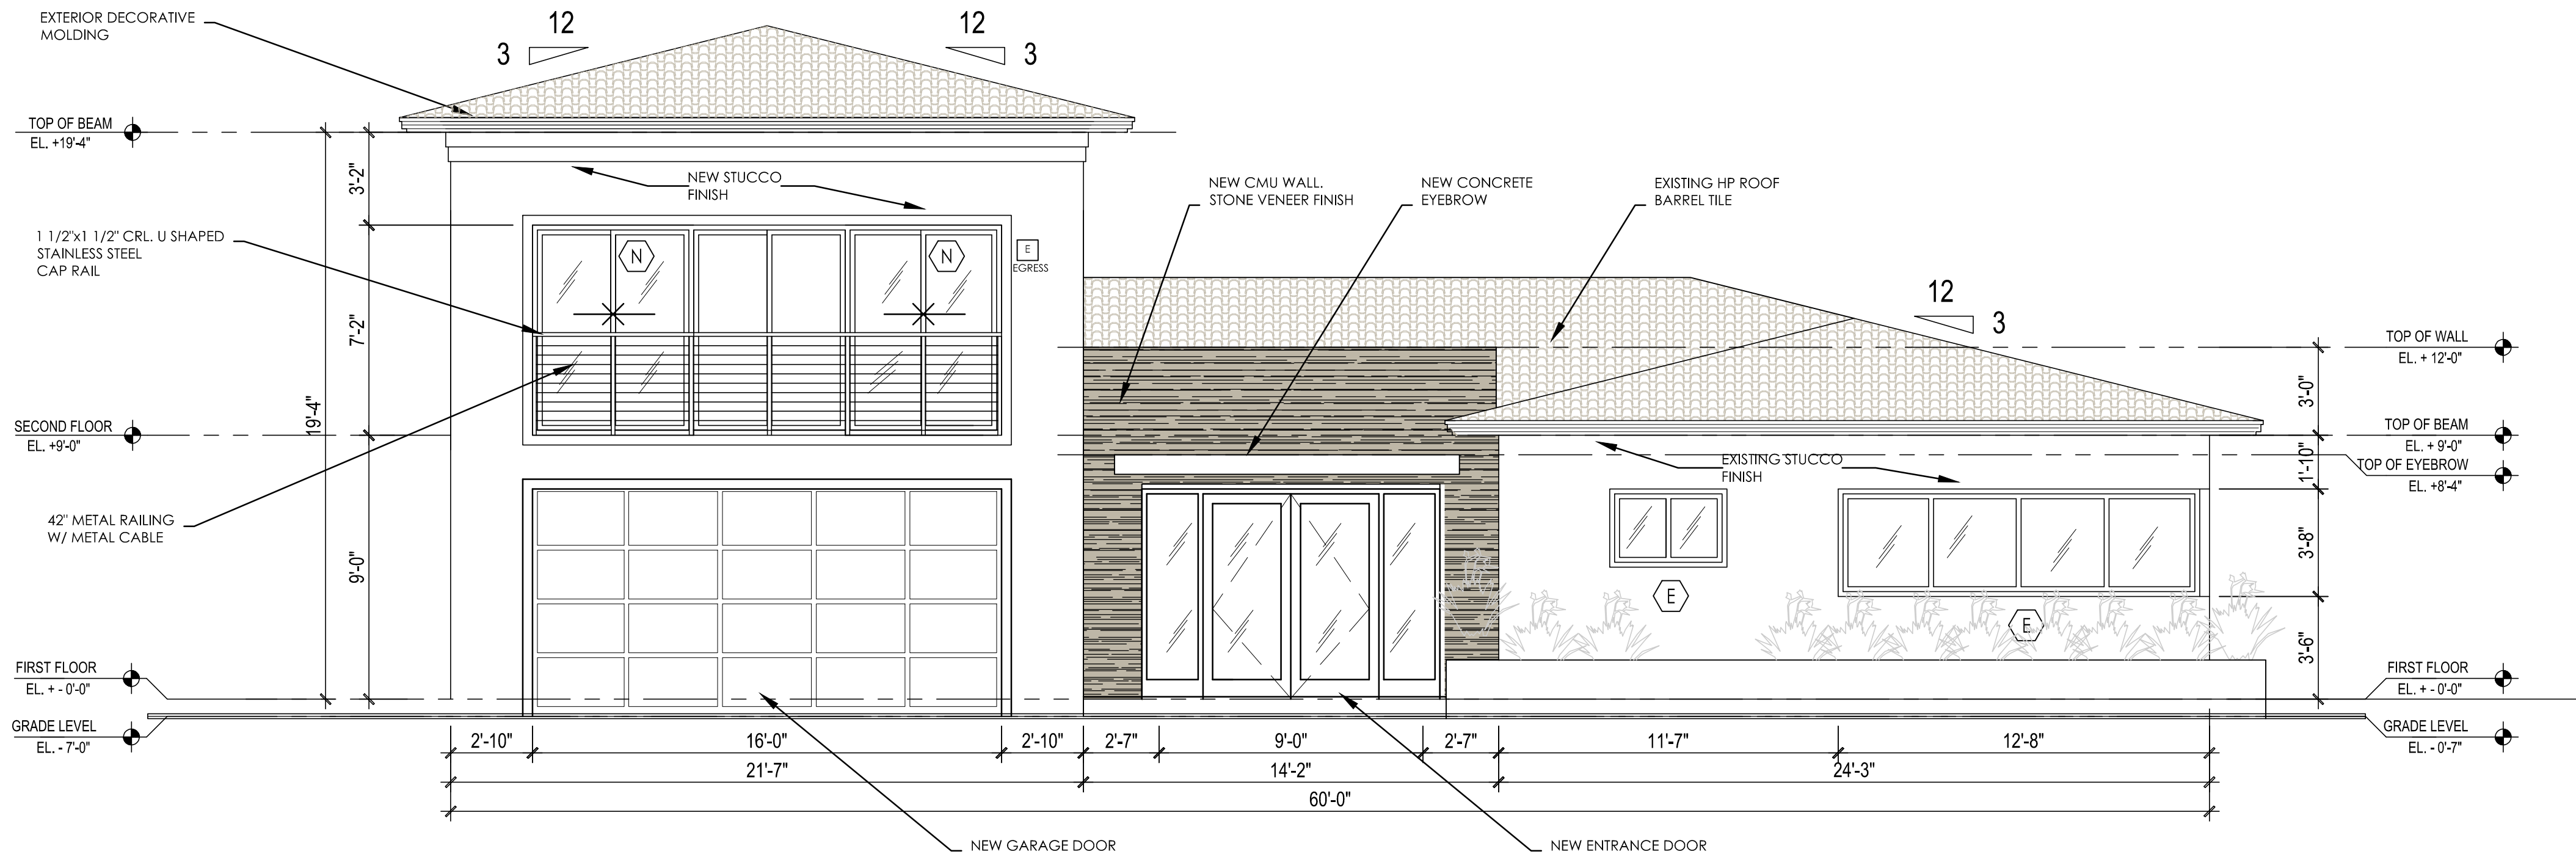 EXTERIOR DECORATIVE
MOLDING
12
3
12
3
TOP OF BEAM
EL. +19'-4"
3'-2"
NEW STUCCO
FINISH
NEW CMU WALL.
STONE VENEER FINISH
NEW CONCRETE
EYEBROW
EXISTING HP ROOF
BARREL TILE
1 1/2"x1 1/2" CRL. U SHAPED
STAINLESS STEEL
CAP RAIL
N
N
E
EGRESS
7'-2"
12
3
TOP OF WALL
EL. + 12'-0"
3'-0"
19'-4"
SECOND FLOOR
EL. +9'-0"
TOP OF BEAM
EL. + 9'-0"
1'-10"
EXISTING STUCCO
FINISH
TOP OF EYEBROW
EL. +8'-4"
42" METAL RAILING
W/ METAL CABLE
9'-0"
3'-8"
E
E
3'-6"
FIRST FLOOR
EL. + - 0'-0"
FIRST FLOOR
EL. + - 0'-0"
GRADE LEVEL
EL. - 7'-0"
GRADE LEVEL
EL. - 0'-7"
2'-10"
16'-0"
2'-10"
2'-7"
9'-0"
2'-7"
11'-7"
12'-8"
21'-7"
14'-2"
24'-3"
60'-0"
NEW GARAGE DOOR
NEW ENTRANCE DOOR